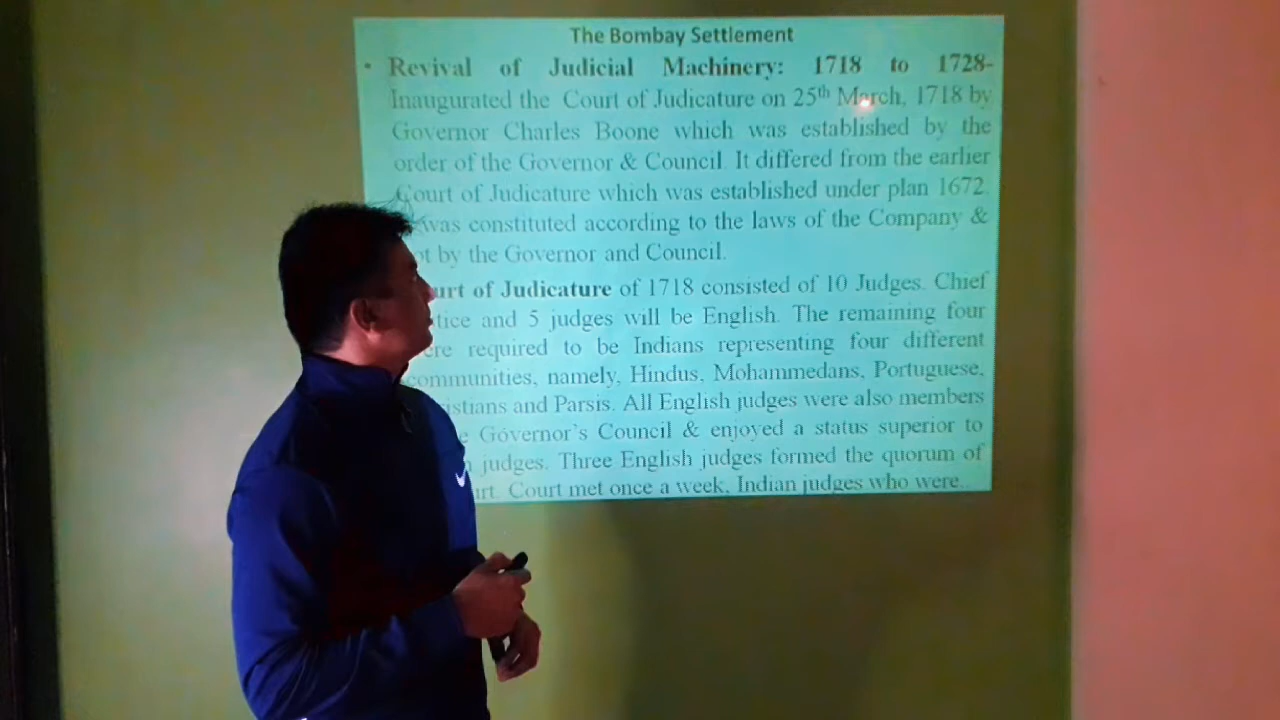 The Bombay Settlement
• Revival of Judicial Machinery: 1718 to 1728-
Inaugurated the Court of Judicature on 25th March, 1718 by
Governor Charles Boone which was established by the
order of the Governor & Council. It differed from the earlier
Court of Judicature which was established under plan 1672.
was constituted according to the laws of the Company &
by the Governor and Council.
of Judicature of 1718 consisted of 10 Judges. Chief
and 5 judges will be English. The remaining four
required to be Indians representing four different
communities, namely, Hindus, Mohammedans, Portuguese,
and Parsis. All English judges were also members
Governor's Council & enjoyed a status superior to
judges. Three English judges formed the quorum of
Court met once a week, Indian judges who were..